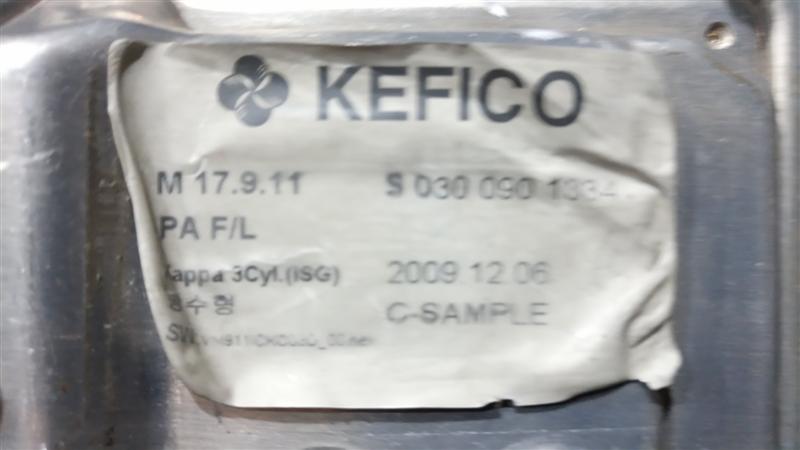 KEFICO
M 17.9.11 S 030 090 1334
PA F/L
Kappa 3Cyl.(ISG) 2009.12.06
C-SAMPLE